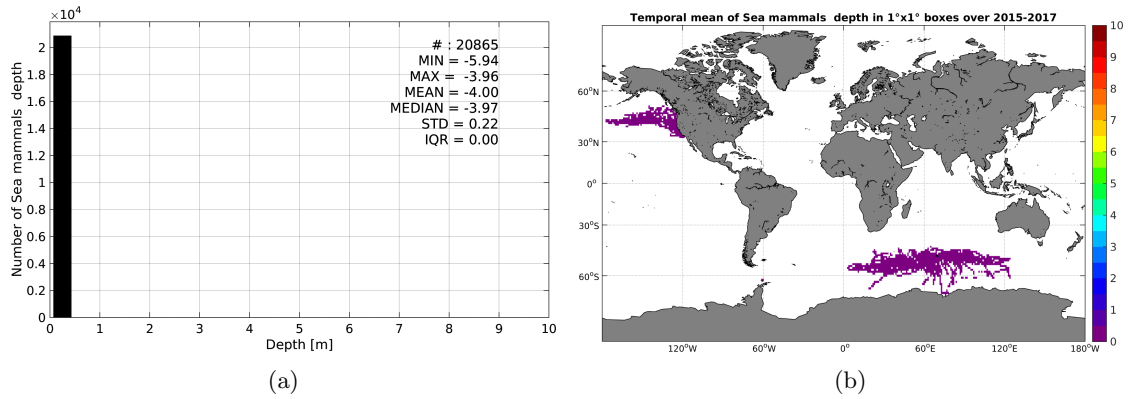 ×10⁴
2
1.8
1.6
1.4
1.2
1
0.8
0.6
0.4
0.2
0
Number of Sea mammals depth
# : 20865
MIN = -5.94
MAX = -3.96
MEAN = -4.00
MEDIAN = -3.97
STD = 0.22
IQR = 0.00
0 1 2 3 4 5 6 7 8 9 10
Depth [m]
(a)
Temporal mean of Sea mammals depth in 1°x1° boxes over 2015-2017
60°N
30°N
0°
30°S
60°S
120°W 60°W 0° 60°E 120°E 180°W
10
9
8
7
6
5
4
3
2
1
0
(b)